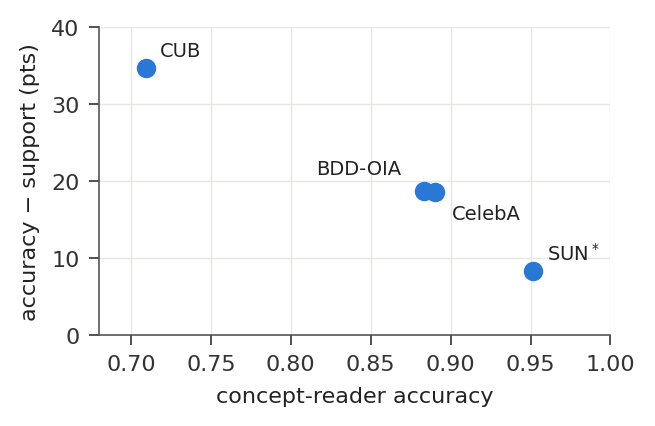 accuracy − support (pts)
40
30
20
10
0
CUB
BDD-OIA
CelebA
SUN*
0.70 0.75 0.80 0.85 0.90 0.95 1.00
concept-reader accuracy